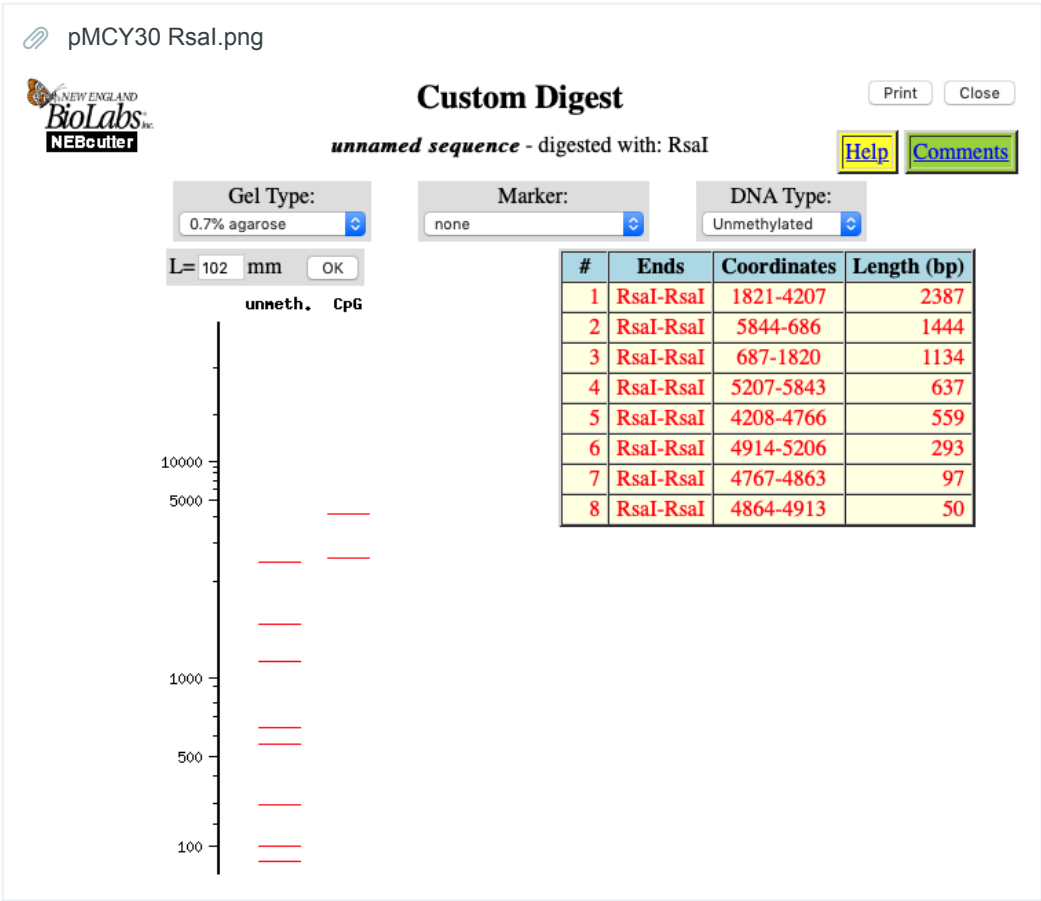 pMCY30 RsaI.png
NEW ENGLAND
BioLabs Inc.
NEBcutter
Custom Digest
Print Close
unnamed sequence - digested with: RsaI
Help Comments
Gel Type: Marker: DNA Type:
0.7% agarose none Unmethylated
L= 102 mm OK
unmeth. CpG
# Ends Coordinates Length (bp)
1 RsaI-RsaI 1821-4207 2387
2 RsaI-RsaI 5844-686 1444
3 RsaI-RsaI 687-1820 1134
4 RsaI-RsaI 5207-5843 637
5 RsaI-RsaI 4208-4766 559
6 RsaI-RsaI 4914-5206 293
7 RsaI-RsaI 4767-4863 97
8 RsaI-RsaI 4864-4913 50
10000
5000
1000
500
100